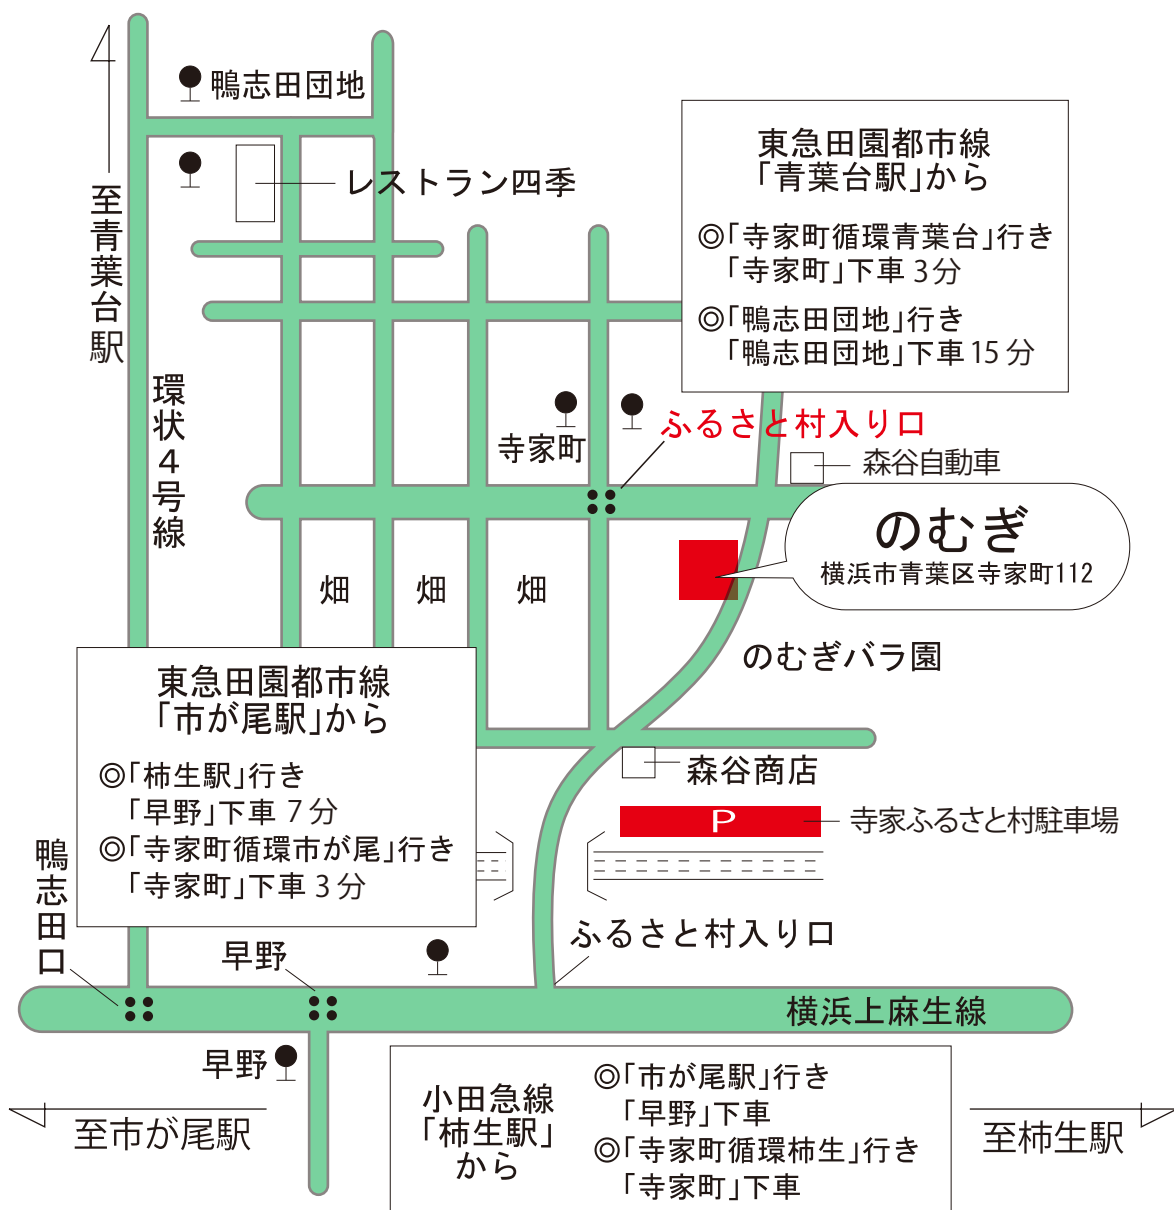 鴨志田団地
至青葉台駅
レストラン四季
東急田園都市線
「青葉台駅」から
◎「寺家町循環青葉台」行き
「寺家町」下車 3分
◎「鴨志田団地」行き
「鴨志田団地」下車 15分
環状4号線
寺家町
ふるさと村入り口
森谷自動車
のむぎ
横浜市青葉区寺家町112
畑
畑
畑
のむぎバラ園
東急田園都市線
「市が尾駅」から
◎「柿生駅」行き
「早野」下車 7分
◎「寺家町循環市が尾」行き
「寺家町」下車 3分
森谷商店
P
寺家ふるさと村駐車場
鴨志田口
早野
ふるさと村入り口
横浜上麻生線
早野
至市が尾駅
小田急線
「柿生駅」
から
◎「市が尾駅」行き
「早野」下車
◎「寺家町循環柿生」行き
「寺家町」下車
至柿生駅